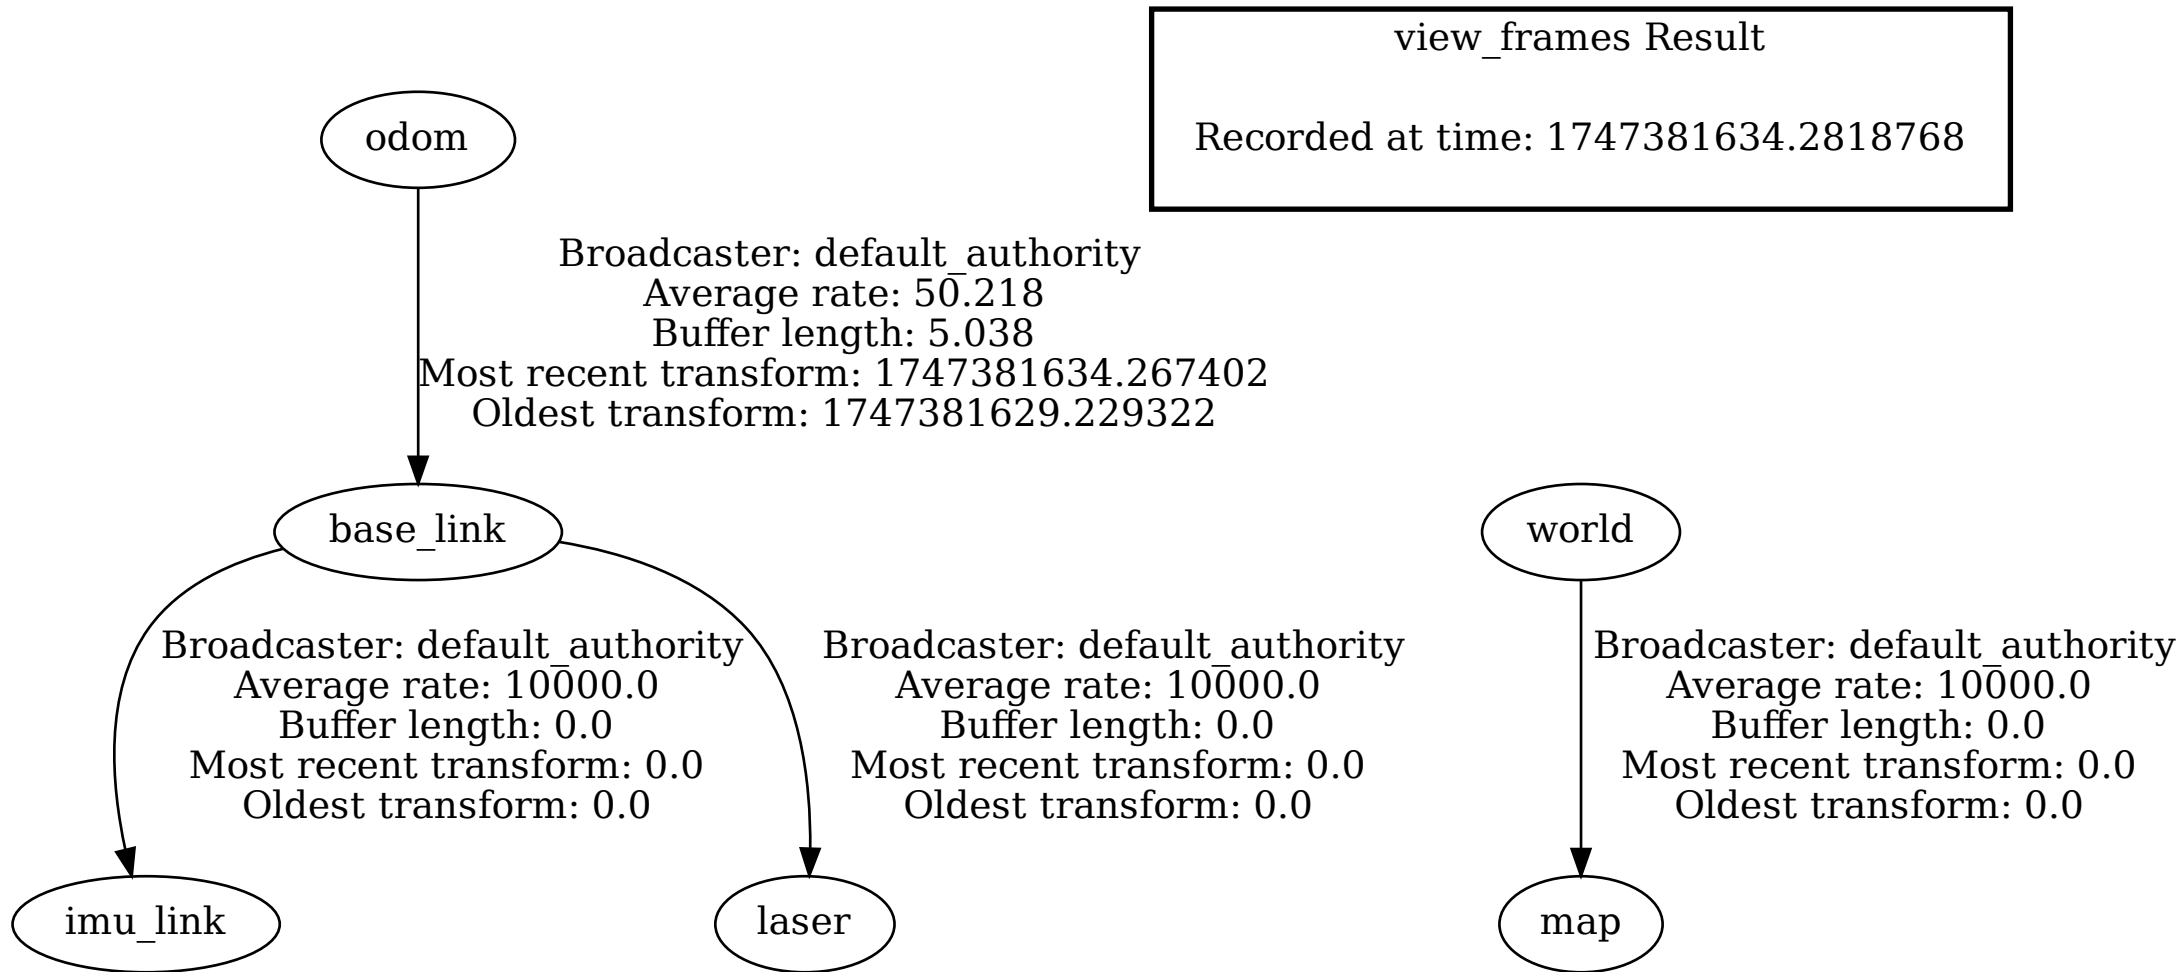 view_frames Result
Recorded at time: 1747381634.2818768
odom
Broadcaster: default_authority
Average rate: 50.218
Buffer length: 5.038
Most recent transform: 1747381634.267402
Oldest transform: 1747381629.229322
base_link
world
Broadcaster: default_authority
Average rate: 10000.0
Buffer length: 0.0
Most recent transform: 0.0
Oldest transform: 0.0
Broadcaster: default_authority
Average rate: 10000.0
Buffer length: 0.0
Most recent transform: 0.0
Oldest transform: 0.0
Broadcaster: default_authority
Average rate: 10000.0
Buffer length: 0.0
Most recent transform: 0.0
Oldest transform: 0.0
imu_link
laser
map